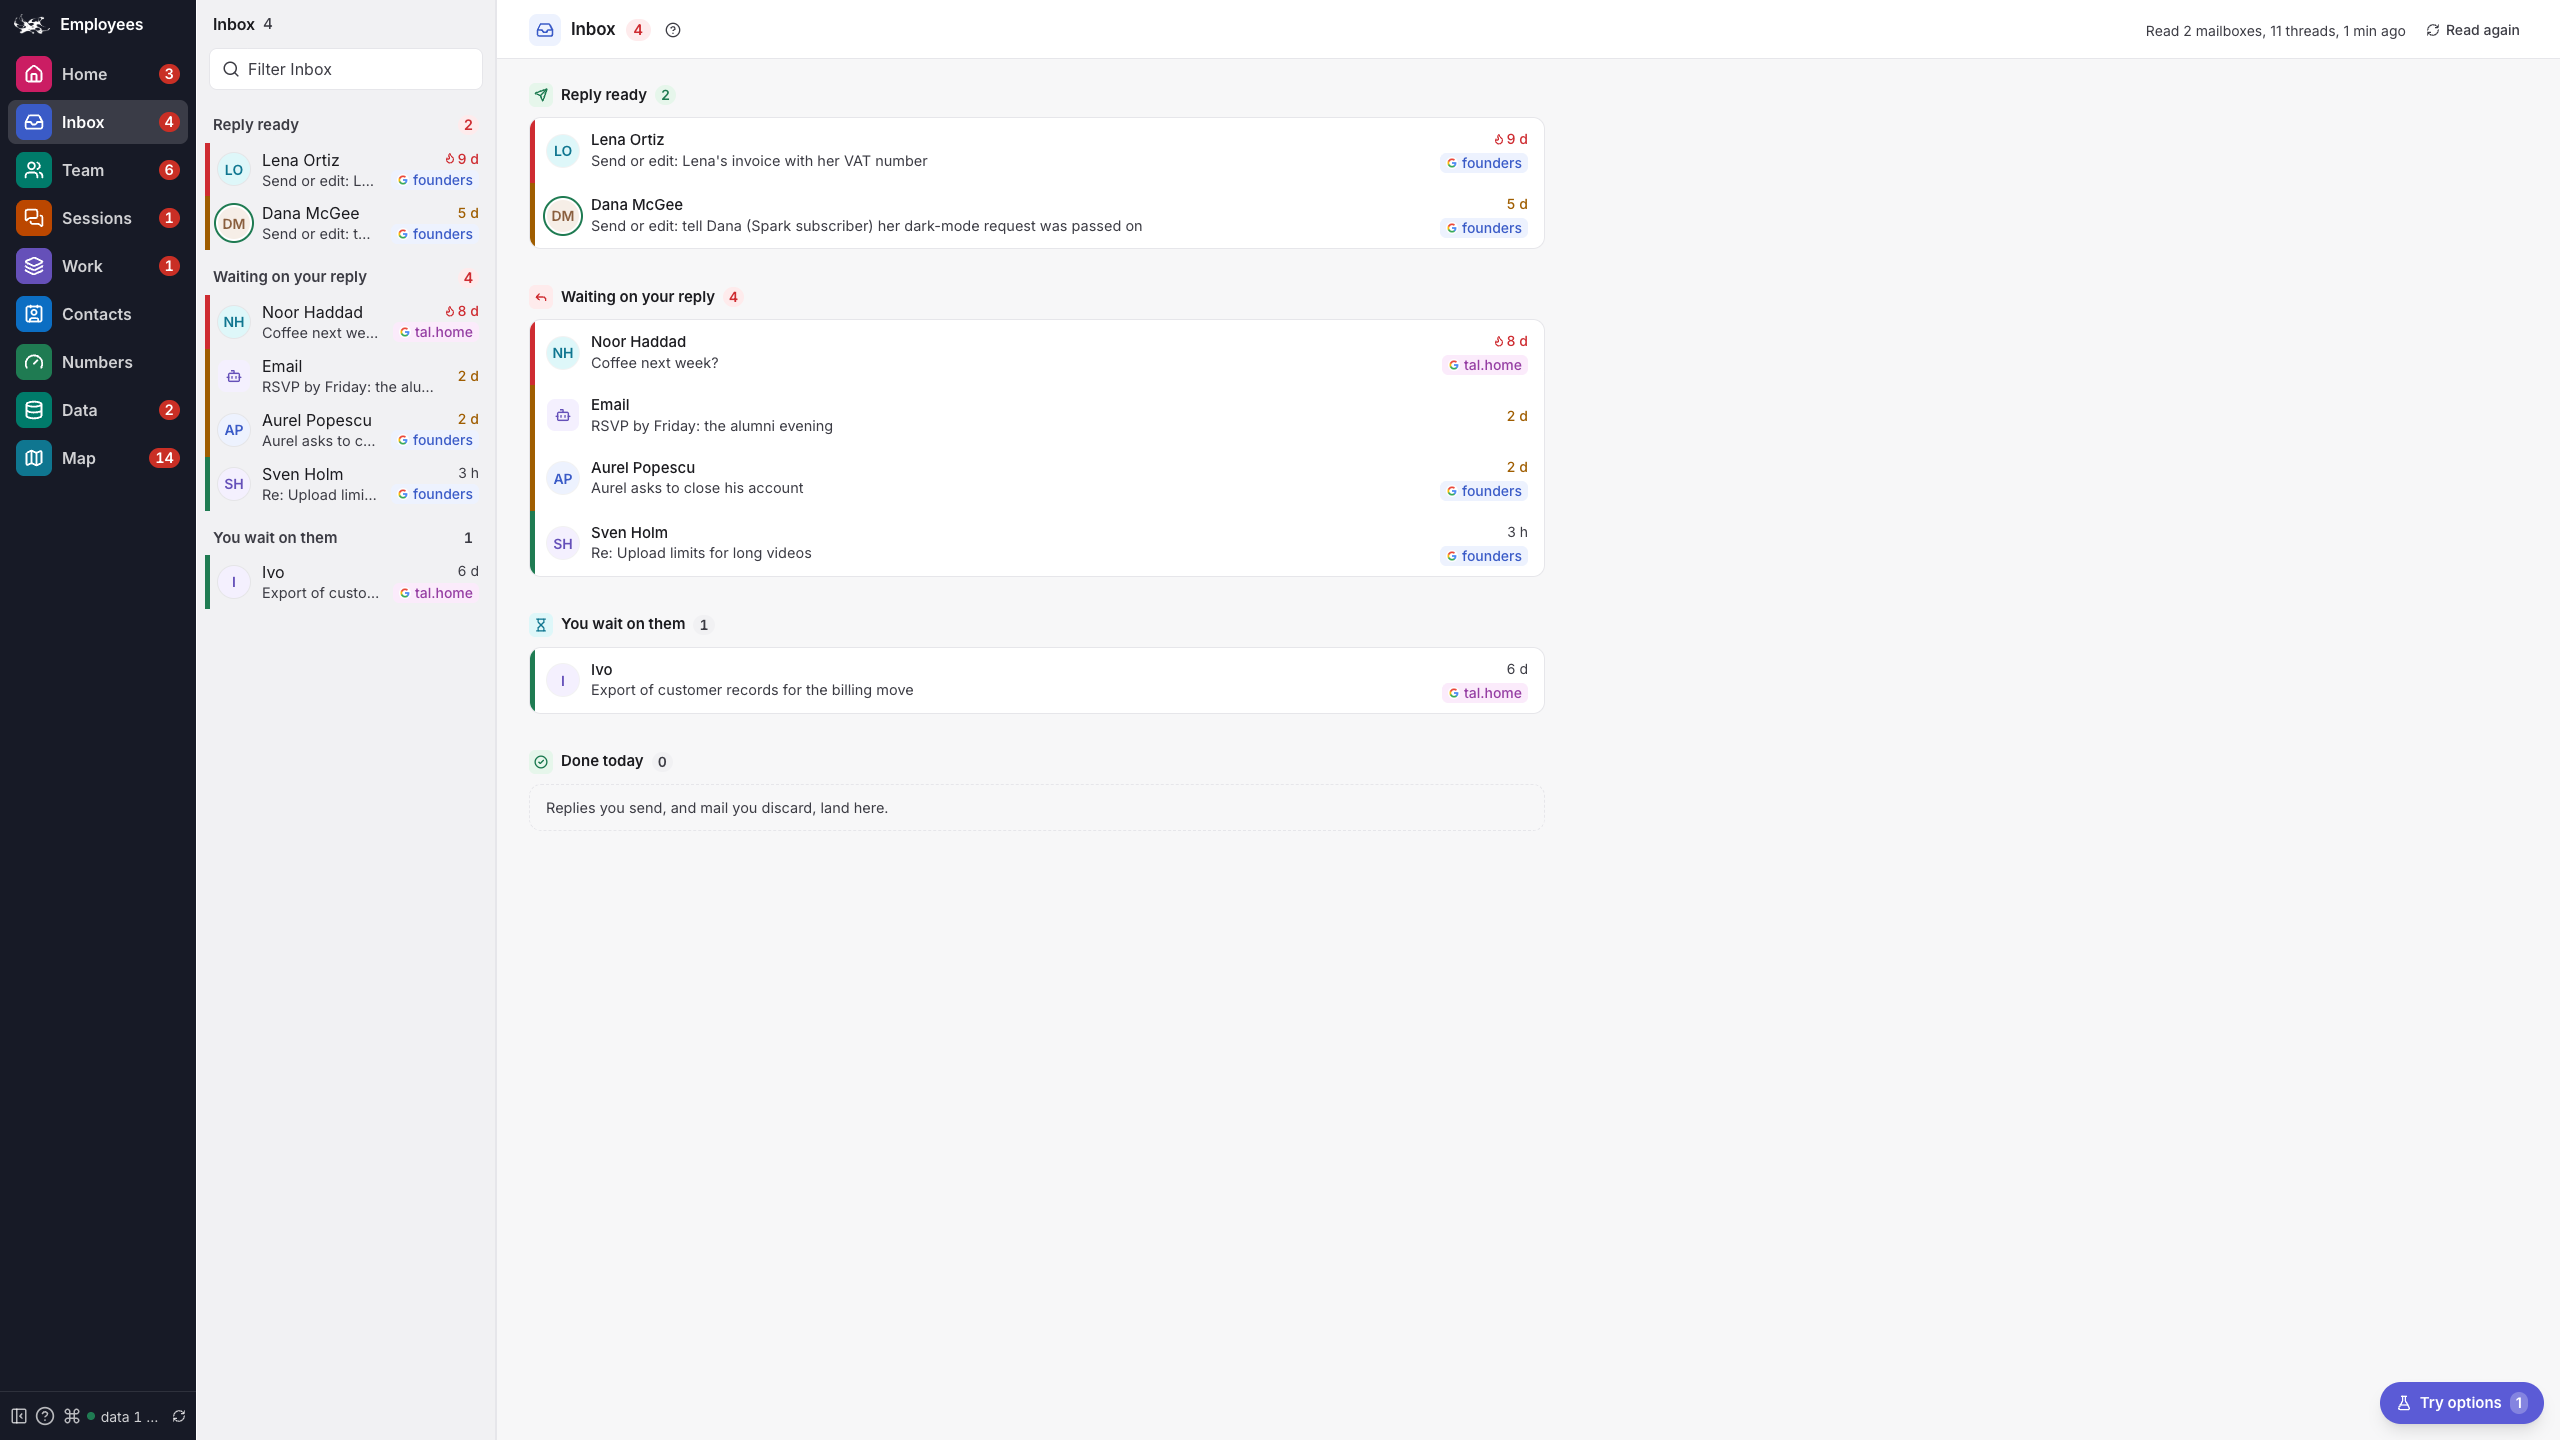 Employees
Home 3
Inbox 4
Team 6
Sessions 1
Work 1
Contacts
Numbers
Data 2
Map 14
data 1 ...
Inbox 4
Filter Inbox
Reply ready 2
LO Lena Ortiz 9 d
Send or edit: L... founders
DM Dana McGee 5 d
Send or edit: t... founders
Waiting on your reply 4
NH Noor Haddad 8 d
Coffee next we... tal.home
Email
RSVP by Friday: the alu... 2 d
AP Aurel Popescu 2 d
Aurel asks to c... founders
SH Sven Holm 3 h
Re: Upload limi... founders
You wait on them 1
I Ivo 6 d
Export of custo... tal.home
Inbox 4
Read 2 mailboxes, 11 threads, 1 min ago Read again
Reply ready 2
LO Lena Ortiz 9 d
Send or edit: Lena's invoice with her VAT number founders
DM Dana McGee 5 d
Send or edit: tell Dana (Spark subscriber) her dark-mode request was passed on founders
Waiting on your reply 4
NH Noor Haddad 8 d
Coffee next week? tal.home
Email
RSVP by Friday: the alumni evening 2 d
AP Aurel Popescu 2 d
Aurel asks to close his account founders
SH Sven Holm 3 h
Re: Upload limits for long videos founders
You wait on them 1
I Ivo 6 d
Export of customer records for the billing move tal.home
Done today 0
Replies you send, and mail you discard, land here.
Try options 1